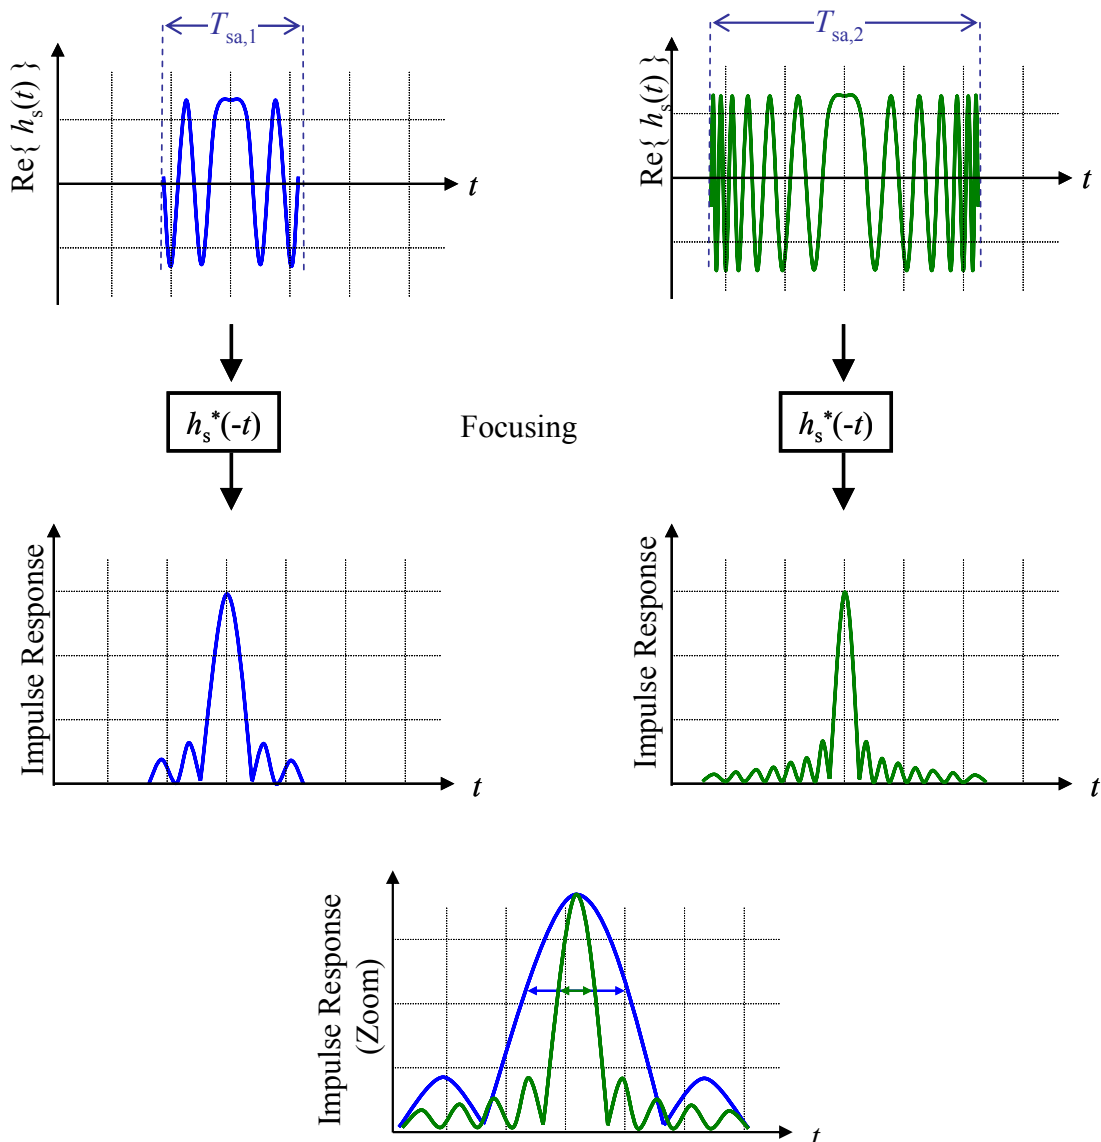 T_sa,1
T_sa,2
Re{ h_s(t) }
t
Re{ h_s(t) }
t
h_s*(-t)
Focusing
h_s*(-t)
Impulse Response
t
Impulse Response
t
Impulse Response
(Zoom)
t